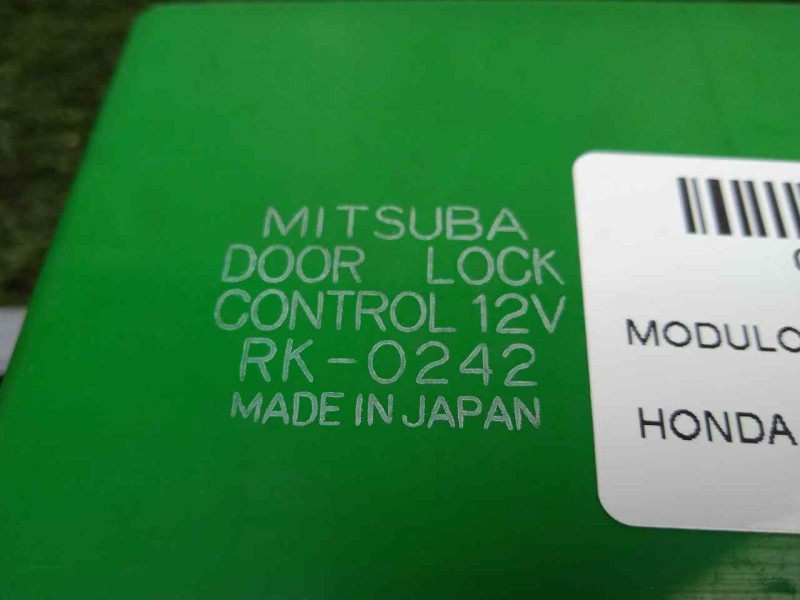 MITSUBA
DOOR LOCK
CONTROL 12V
RK-0242
MADE IN JAPAN
MODULO
HONDA